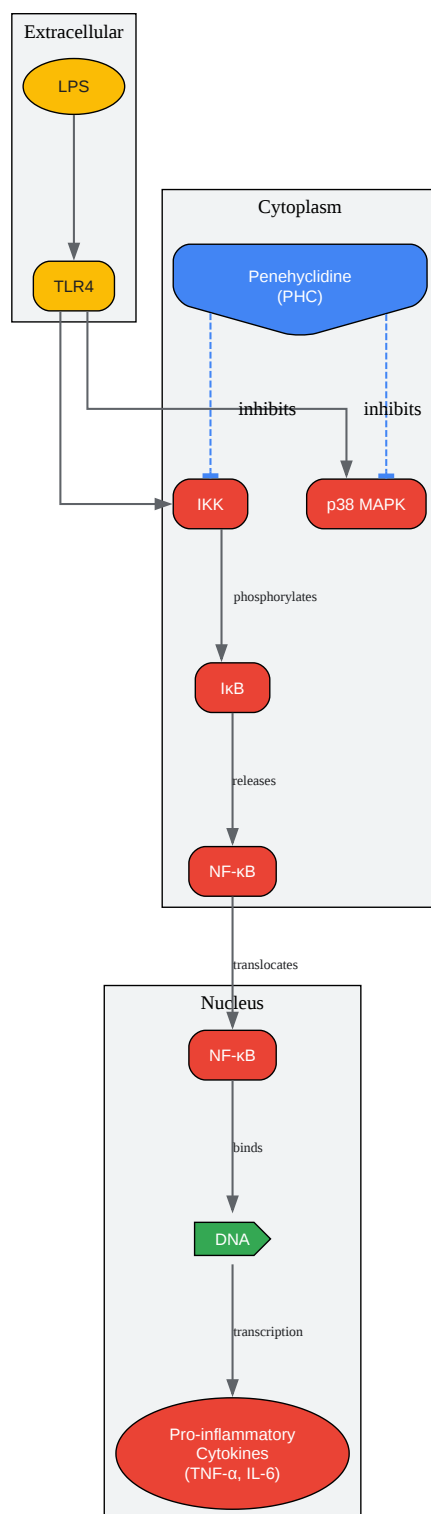 Extracellular
LPS
TLR4
Cytoplasm
Penehyclidine
(PHC)
inhibits
inhibits
IKK
p38 MAPK
phosphorylates
IκB
releases
NF-κB
translocates
Nucleus
NF-κB
binds
DNA
transcription
Pro-inflammatory
Cytokines
(TNF-α, IL-6)